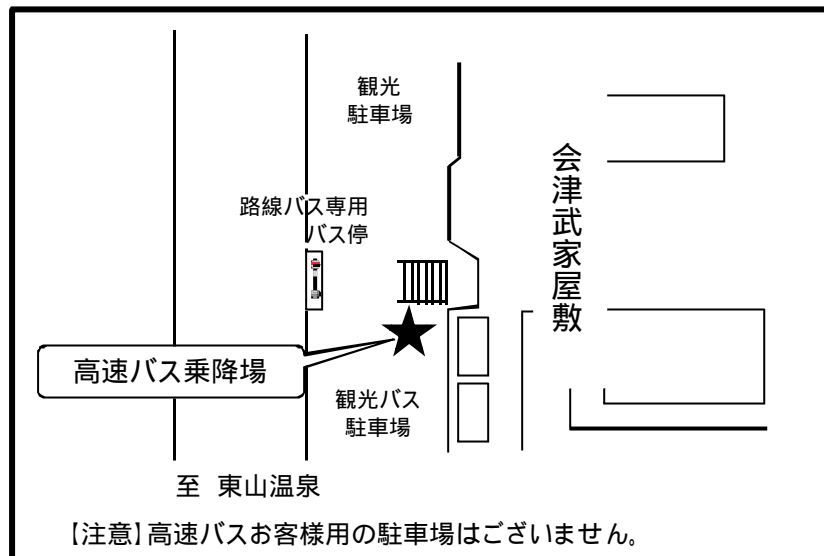 観光
駐車場
会津武家屋敷
路線バス専用
バス停
高速バス乗降場
観光バス
駐車場
至 東山温泉
【注意】高速バスお客様用の駐車場はございません。